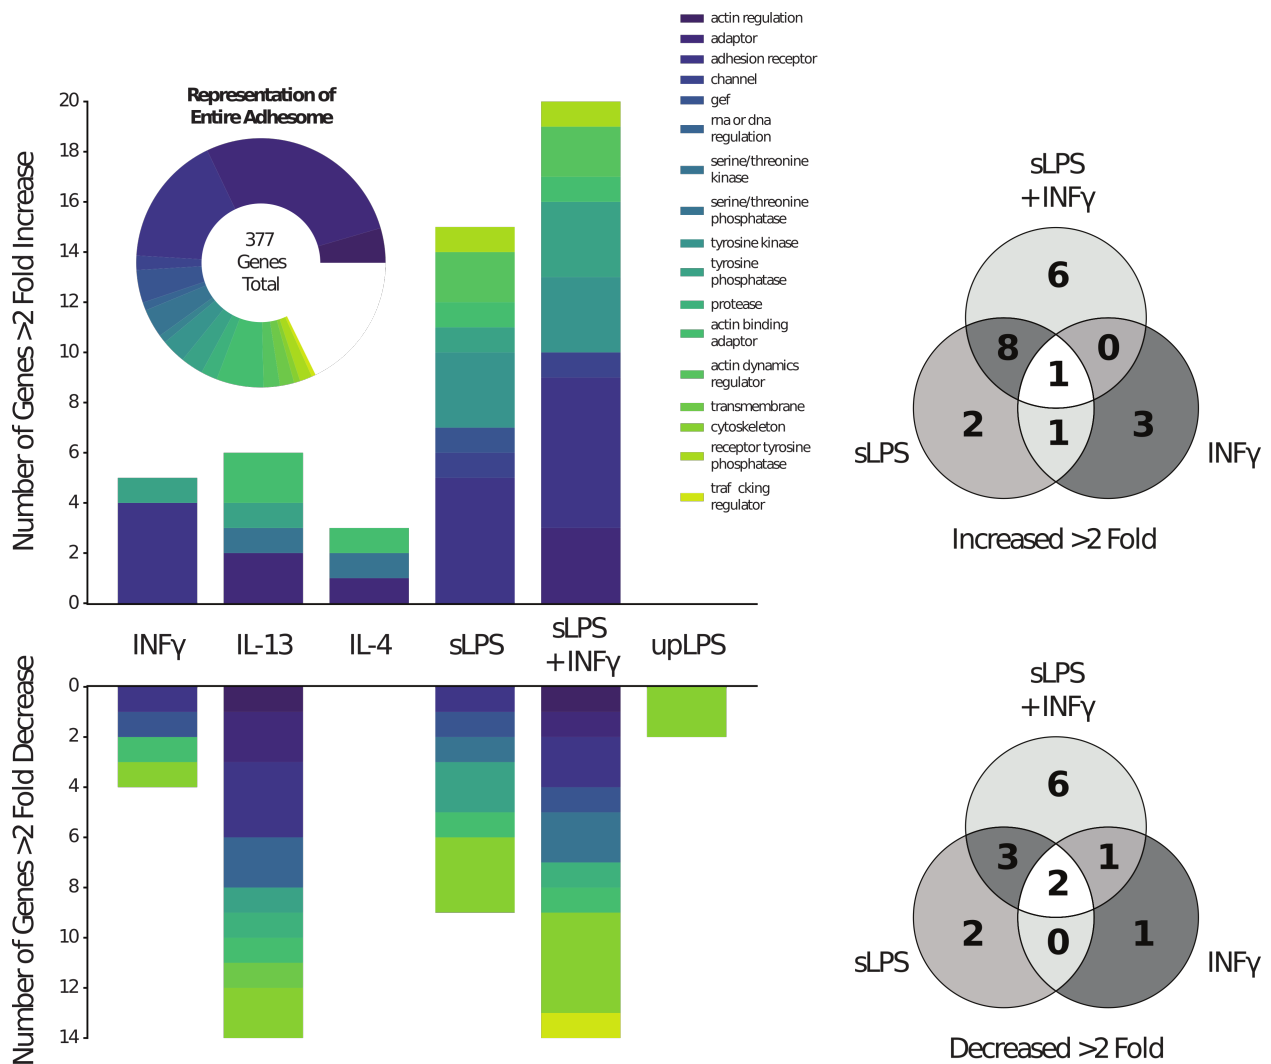 actin regulation
adaptor
adhesion receptor
channel
gef
rna or dna
regulation
serine/threonine
kinase
serine/threonine
phosphatase
tyrosine kinase
tyrosine
phosphatase
protease
actin binding
adaptor
actin dynamics
regulator
transmembrane
cytoskeleton
receptor tyrosine
phosphatase
traf cking
regulator
Representation of
Entire Adhesome
377
Genes
Total
Number of Genes >2 Fold Increase
20
18
16
14
12
10
8
6
4
2
0
INFγ
IL-13
IL-4
sLPS
sLPS
+INFγ
upLPS
Number of Genes >2 Fold Decrease
0
2
4
6
8
10
12
14
sLPS
+INFγ
6
8
0
1
2
1
3
sLPS
INFγ
Increased >2 Fold
sLPS
+INFγ
6
3
1
2
2
0
1
sLPS
INFγ
Decreased >2 Fold